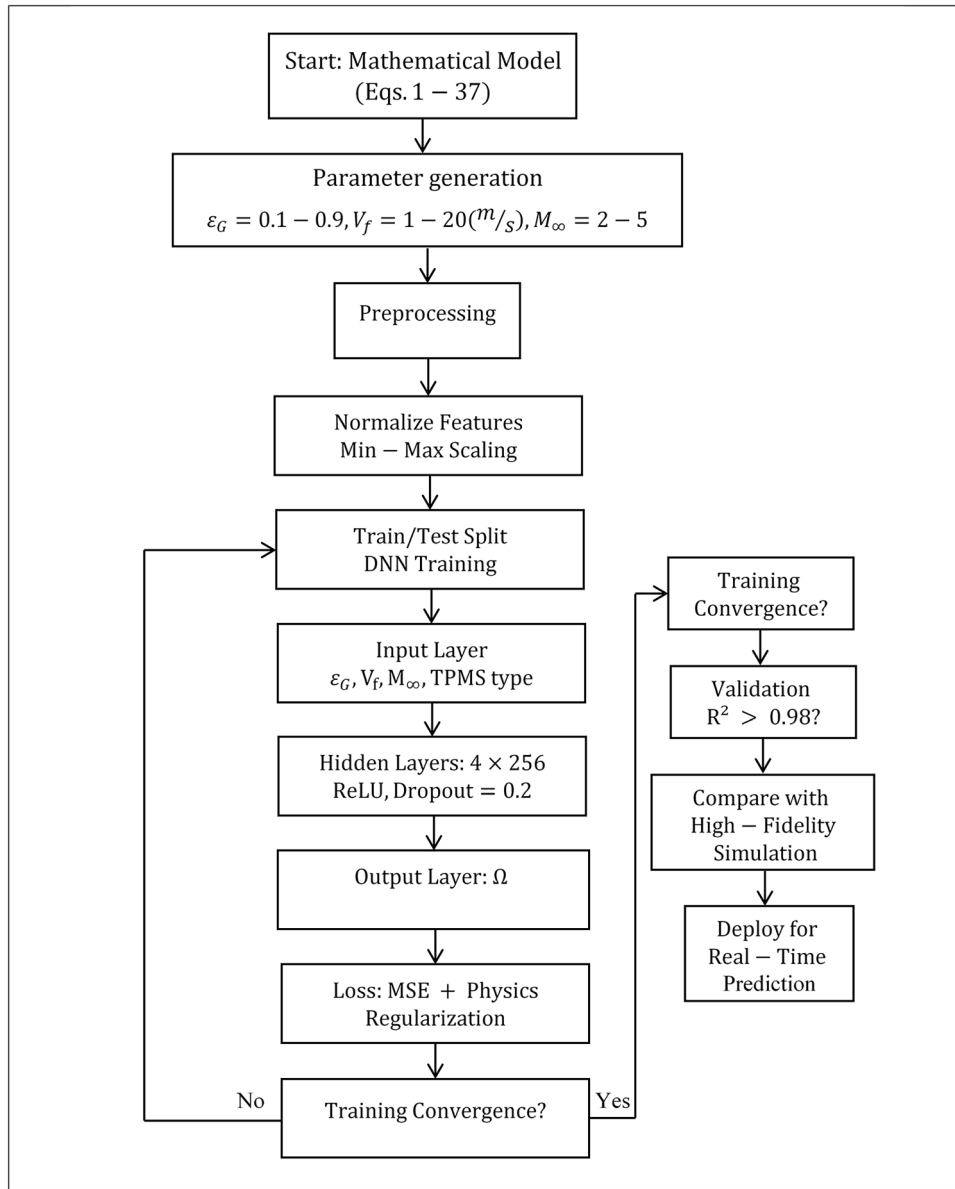 Start: Mathematical Model
(Eqs. 1 − 37)
Parameter generation
ε_G = 0.1 − 0.9, V_f = 1 − 20(m/s), M_∞ = 2 − 5
Preprocessing
Normalize Features
Min − Max Scaling
Train/Test Split
DNN Training
Input Layer
ε_G, V_f, M_∞, TPMS type
Hidden Layers: 4 × 256
ReLU, Dropout = 0.2
Output Layer: Ω
Loss: MSE + Physics
Regularization
No
Training Convergence?
Yes
Training
Convergence?
Validation
R² > 0.98?
Compare with
High − Fidelity
Simulation
Deploy for
Real − Time
Prediction